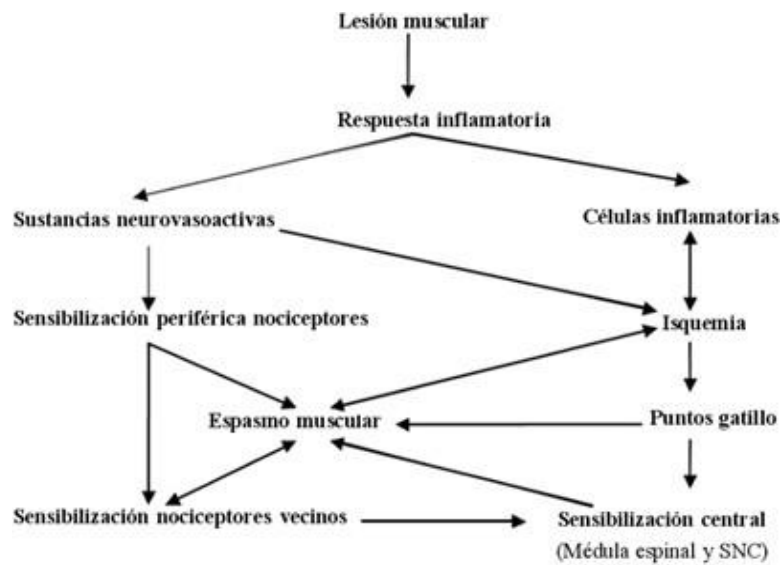 Lesión muscular
Respuesta inflamatoria
Sustancias neurovasoactivas
Células inflamatorias
Sensibilización periférica nociceptores
Isquemia
Espasmo muscular
Puntos gatillo
Sensibilización nociceptores vecinos
Sensibilización central
(Médula espinal y SNC)